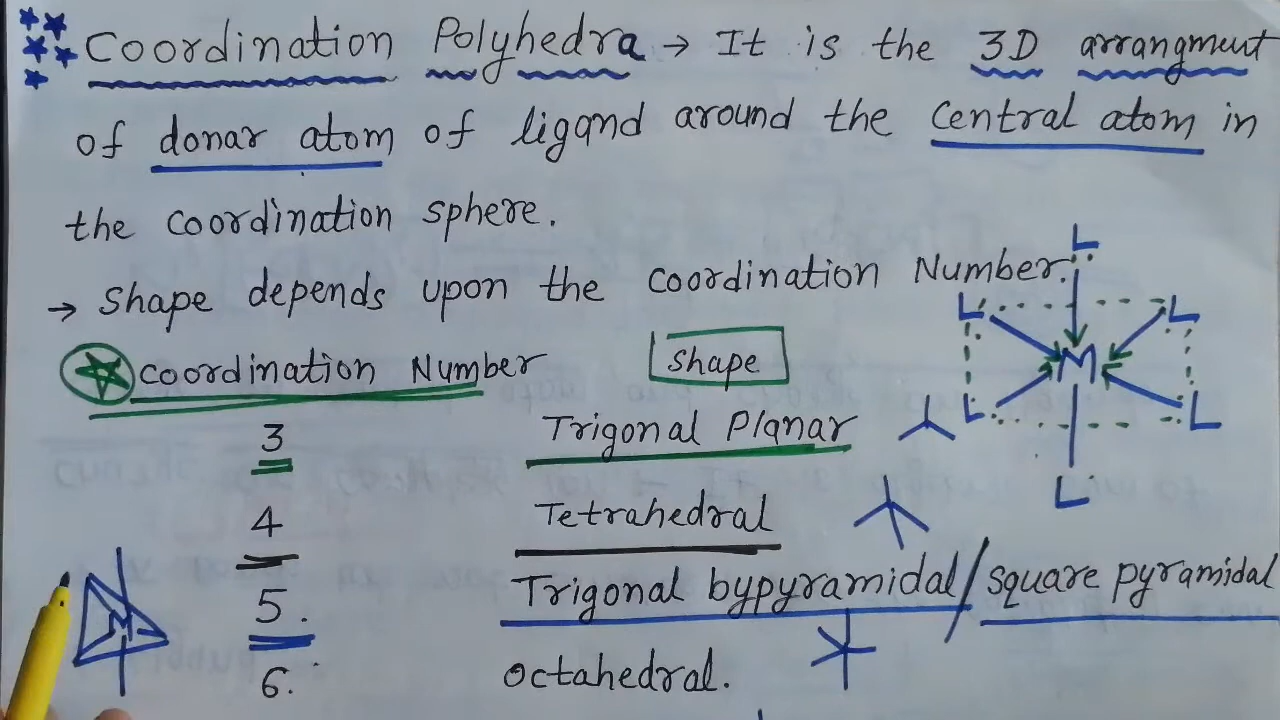 Coordination Polyhedra → It is the 3D arrangment
of donar atom of ligand around the central atom in
the coordination sphere.
→ Shape depends upon the coordination Number.
Coordination Number Shape
3 Trigonal Planar
4 Tetrahedral
5. Trigonal bypyramidal / square pyramidal
6. octahedral.
L
L L
M
L L
L
M